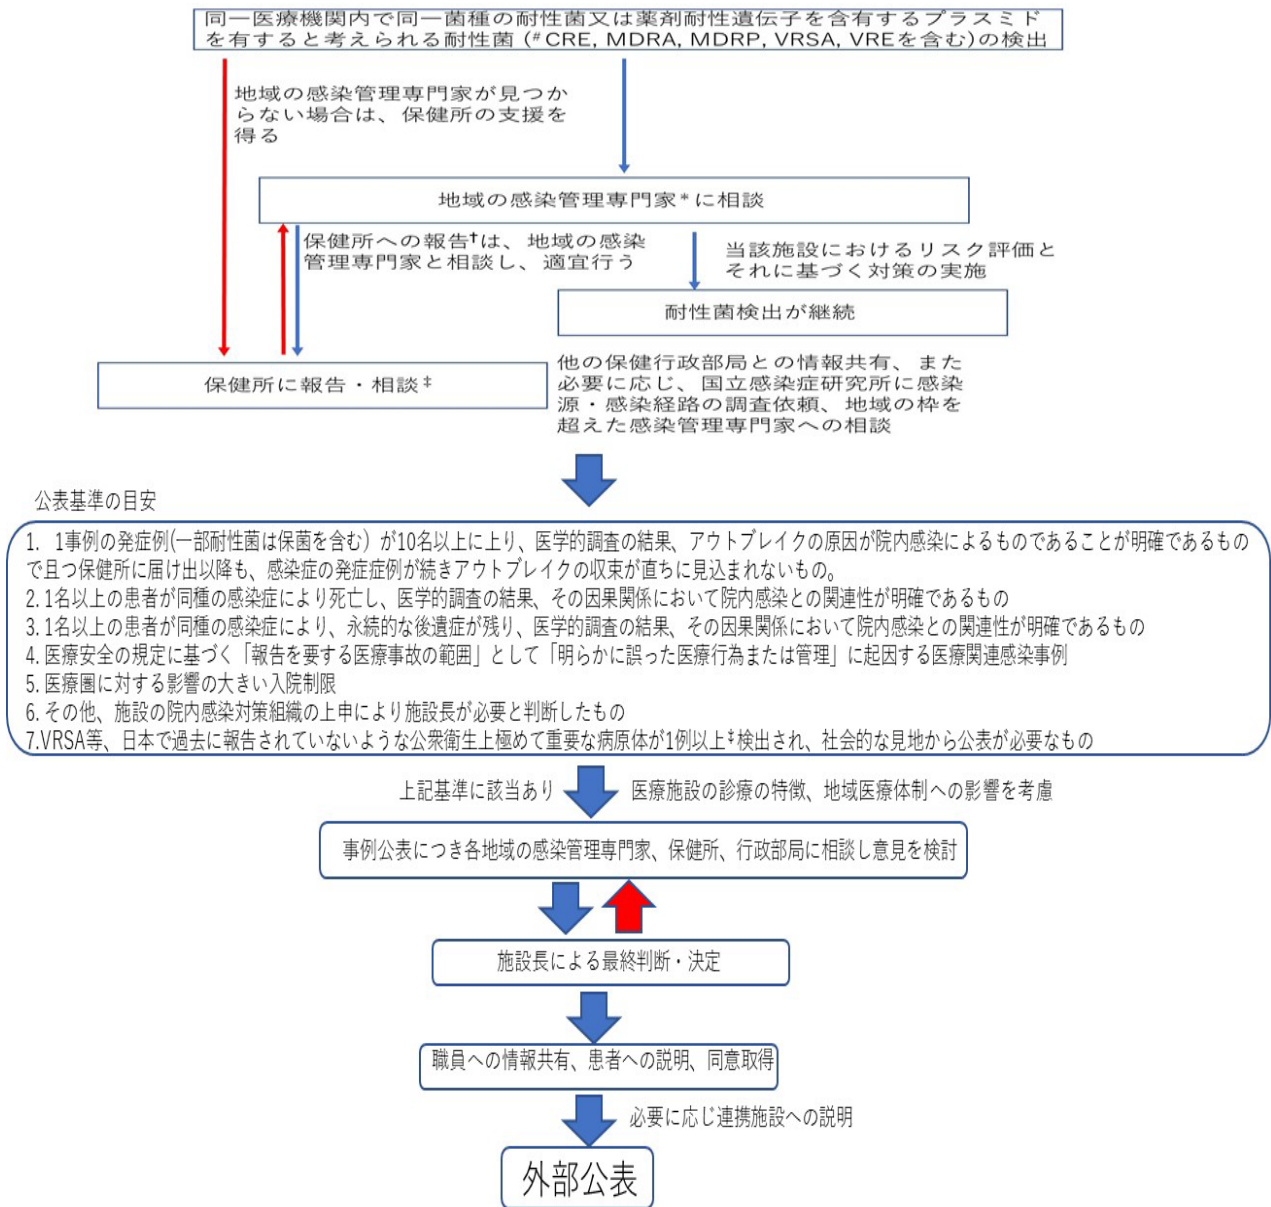 同一医療機関内で同一菌種の耐性菌又は薬剤耐性遺伝子を含有するプラスミド
を有すると考えられる耐性菌 (#CRE, MDRA, MDRP, VRSA, VREを含む)の検出
地域の感染管理専門家が見つか
らない場合は、保健所の支援を
得る
地域の感染管理専門家*に相談
保健所への報告†は、地域の感染
管理専門家と相談し、適宜行う
当該施設におけるリスク評価と
それに基づく対策の実施
耐性菌検出が継続
保健所に報告・相談‡
他の保健行政部局との情報共有、また
必要に応じ、国立感染症研究所に感染
源・感染経路の調査依頼、地域の枠を
超えた感染管理専門家への相談
公表基準の目安
1. 1事例の発症例(一部耐性菌は保菌を含む) が10名以上に上り、医学的調査の結果、アウトブレイクの原因が院内感染によるものであることが明確であるもの
で且つ保健所に届け出以降も、感染症の発症症例が続きアウトブレイクの収束が直ちに見込まれないもの。
2. 1名以上の患者が同種の感染症により死亡し、医学的調査の結果、その因果関係において院内感染との関連性が明確であるもの
3. 1名以上の患者が同種の感染症により、永続的な後遺症が残り、医学的調査の結果、その因果関係において院内感染との関連性が明確であるもの
4. 医療安全の規定に基づく「報告を要する医療事故の範囲」として「明らかに誤った医療行為または管理」に起因する医療関連感染事例
5. 医療圏に対する影響の大きい入院制限
6. その他、施設の院内感染対策組織の上申により施設長が必要と判断したもの
7.VRSA等、日本で過去に報告されていないような公衆衛生上極めて重要な病原体が1例以上‡検出され、社会的な見地から公表が必要なもの
上記基準に該当あり
医療施設の診療の特徴、地域医療体制への影響を考慮
事例公表につき各地域の感染管理専門家、保健所、行政部局に相談し意見を検討
施設長による最終判断・決定
職員への情報共有、患者への説明、同意取得
必要に応じ連携施設への説明
外部公表